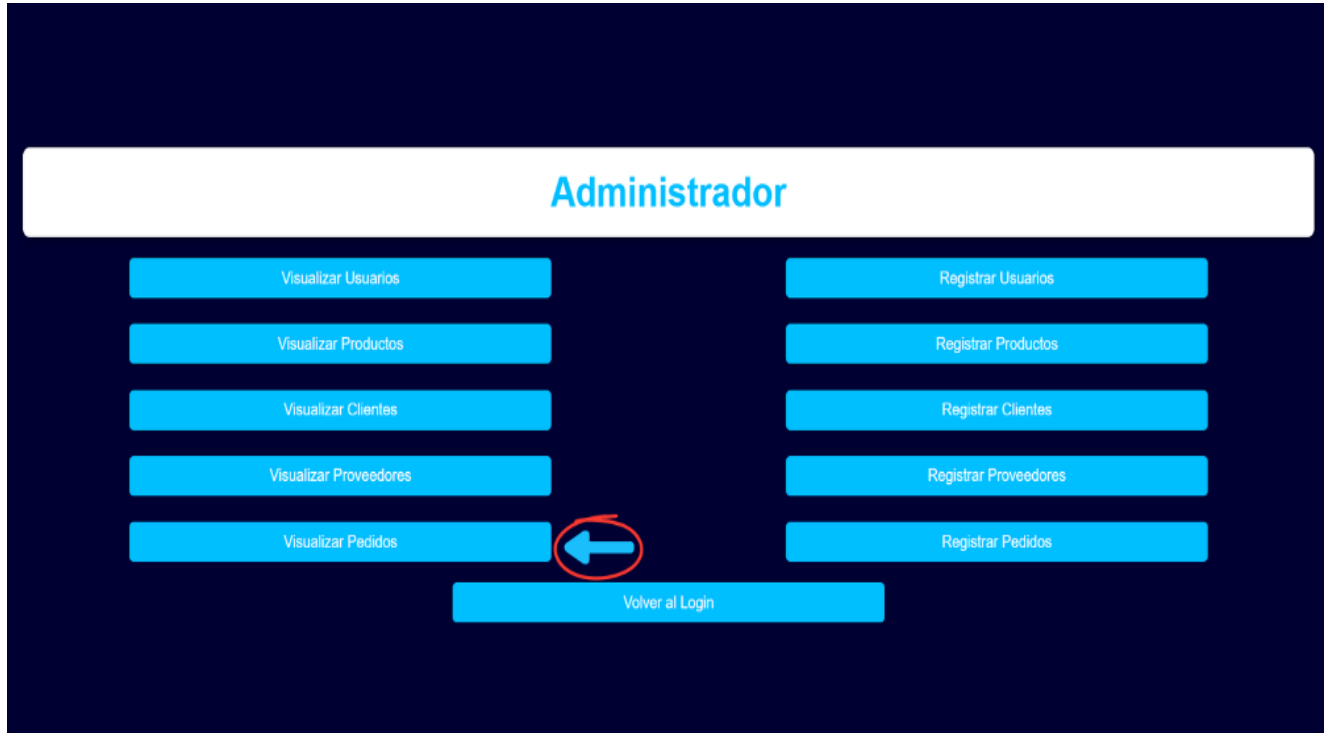 Administrador
Visualizar Usuarios
Registrar Usuarios
Visualizar Productos
Registrar Productos
Visualizar Clientes
Registrar Clientes
Visualizar Proveedores
Registrar Proveedores
Visualizar Pedidos
Registrar Pedidos
Volver al Login